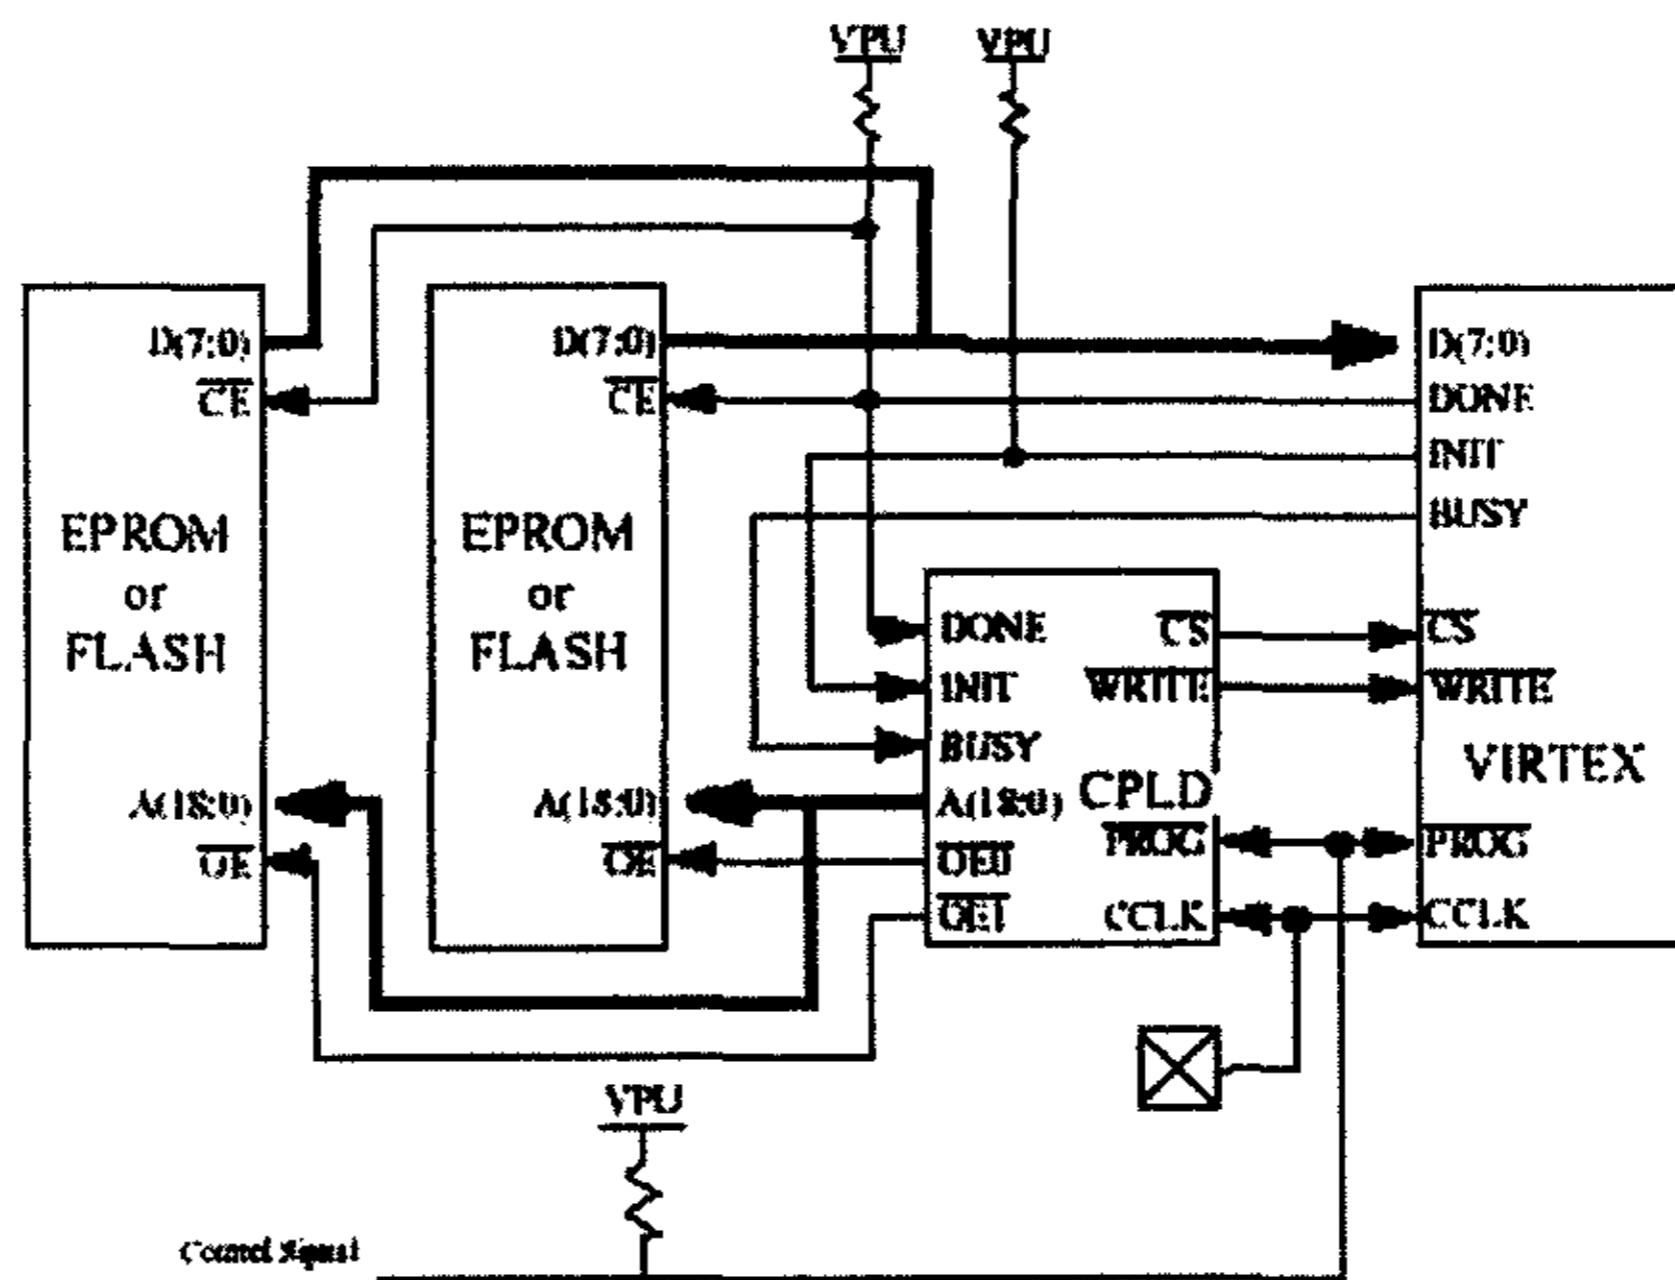 VPU
VPU
D(7:0)
CE
EPROM
or
FLASH
A(18:0)
OE
D(7:0)
CE
EPROM
or
FLASH
A(18:0)
OE
DONE
INIT
BUSY
A(18:0)
OE0
OE1
CS
WRITE
CPLD
PROG
CCLK
D(7:0)
DONE
INIT
BUSY
CS
WRITE
VIRTEX
PROG
CCLK
VPU
Control Signal